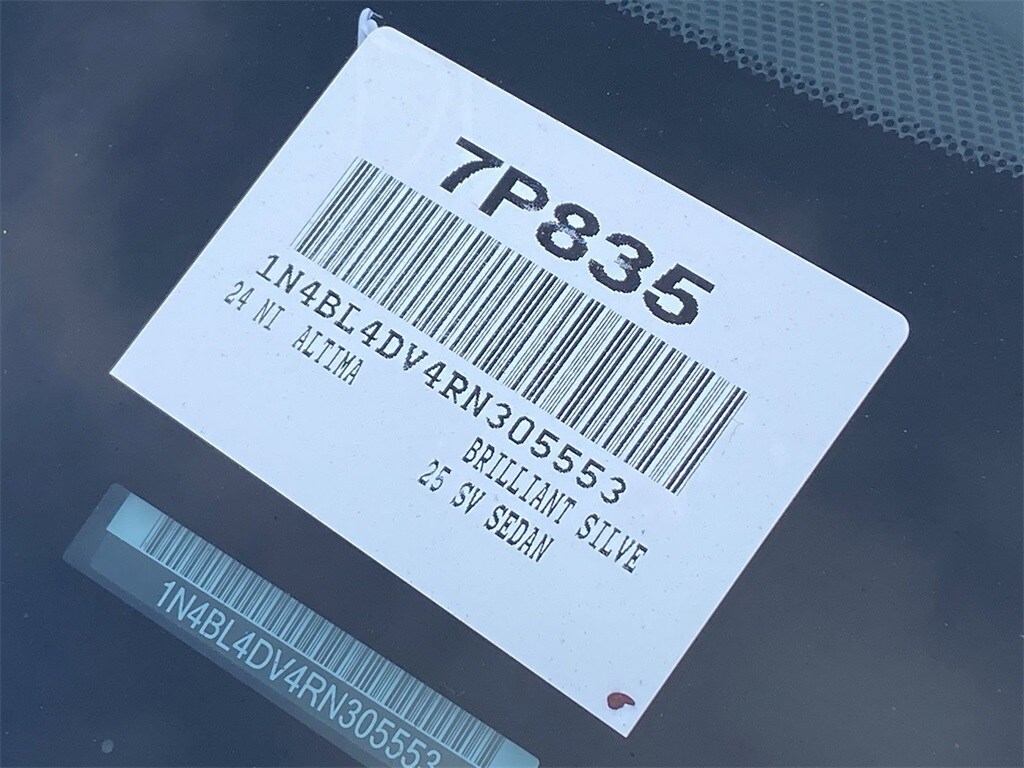 7P835
1N4BL4DV4RN305553
24 NI ALTIMA
BRILLIANT SILVE
25 SV SEDAN
1N4BL4DV4RN305553